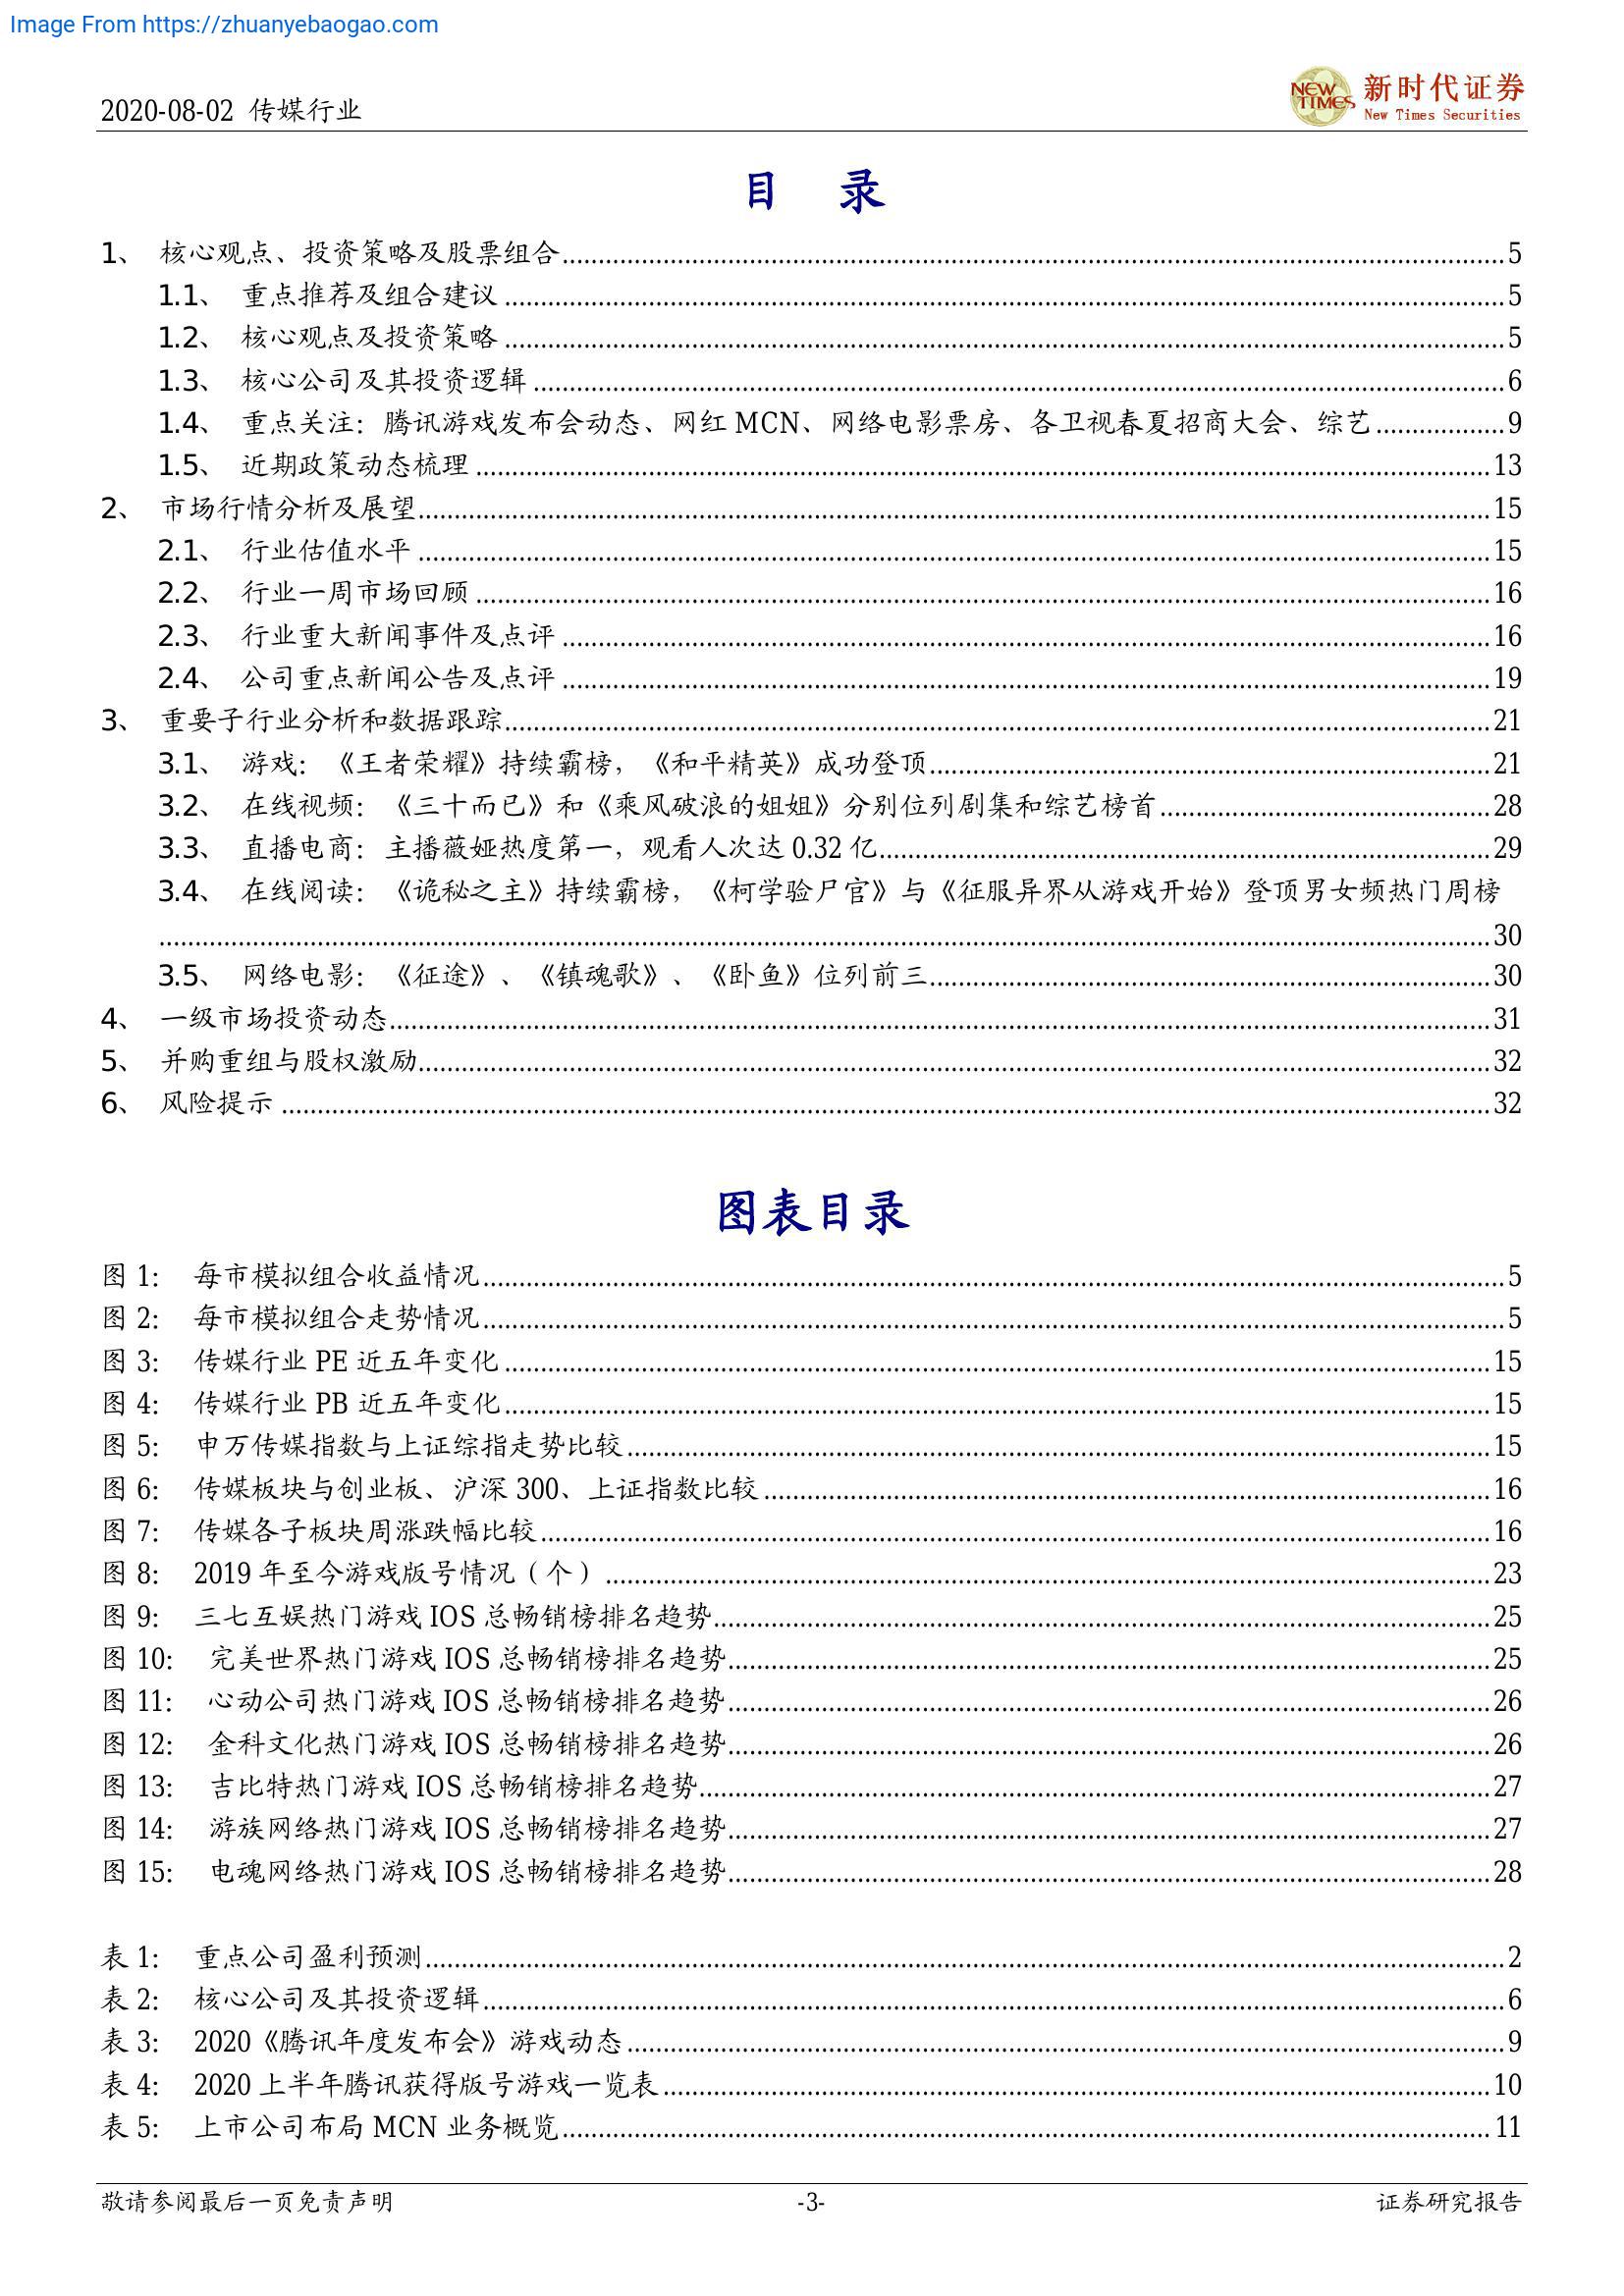 Image From https://zhuanyebaogao.com
2020-08-02 传媒行业
NEW TIMES 新时代证券
New Times Securities
目 录
1、 核心观点、投资策略及股票组合 5
1.1、 重点推荐及组合建议 5
1.2、 核心观点及投资策略 5
1.3、 核心公司及其投资逻辑 6
1.4、 重点关注：腾讯游戏发布会动态、网红 MCN、网络电影票房、各卫视春夏招商大会、综艺 9
1.5、 近期政策动态梳理 13
2、 市场行情分析及展望 15
2.1、 行业估值水平 15
2.2、 行业一周市场回顾 16
2.3、 行业重大新闻事件及点评 16
2.4、 公司重点新闻公告及点评 19
3、 重要子行业分析和数据跟踪 21
3.1、 游戏：《王者荣耀》持续霸榜，《和平精英》成功登顶 21
3.2、 在线视频：《三十而已》和《乘风破浪的姐姐》分别位列剧集和综艺榜首 28
3.3、 直播电商：主播薇娅热度第一，观看人次达 0.32 亿 29
3.4、 在线阅读：《诡秘之主》持续霸榜，《柯学验尸官》与《征服异界从游戏开始》登顶男女频热门周榜
30
3.5、 网络电影：《征途》、《镇魂歌》、《卧鱼》位列前三 30
4、 一级市场投资动态 31
5、 并购重组与股权激励 32
6、 风险提示 32
图表目录
图 1： 每市模拟组合收益情况 5
图 2： 每市模拟组合走势情况 5
图 3： 传媒行业 PE 近五年变化 15
图 4： 传媒行业 PB 近五年变化 15
图 5： 申万传媒指数与上证综指走势比较 15
图 6： 传媒板块与创业板、沪深 300、上证指数比较 16
图 7： 传媒各子板块周涨跌幅比较 16
图 8： 2019 年至今游戏版号情况（个） 23
图 9： 三七互娱热门游戏 IOS 总畅销榜排名趋势 25
图 10： 完美世界热门游戏 IOS 总畅销榜排名趋势 25
图 11： 心动公司热门游戏 IOS 总畅销榜排名趋势 26
图 12： 金科文化热门游戏 IOS 总畅销榜排名趋势 26
图 13： 吉比特热门游戏 IOS 总畅销榜排名趋势 27
图 14： 游族网络热门游戏 IOS 总畅销榜排名趋势 27
图 15： 电魂网络热门游戏 IOS 总畅销榜排名趋势 28
表 1： 重点公司盈利预测 2
表 2： 核心公司及其投资逻辑 6
表 3： 2020《腾讯年度发布会》游戏动态 9
表 4： 2020 上半年腾讯获得版号游戏一览表 10
表 5： 上市公司布局 MCN 业务概览 11
敬请参阅最后一页免责声明 -3- 证券研究报告